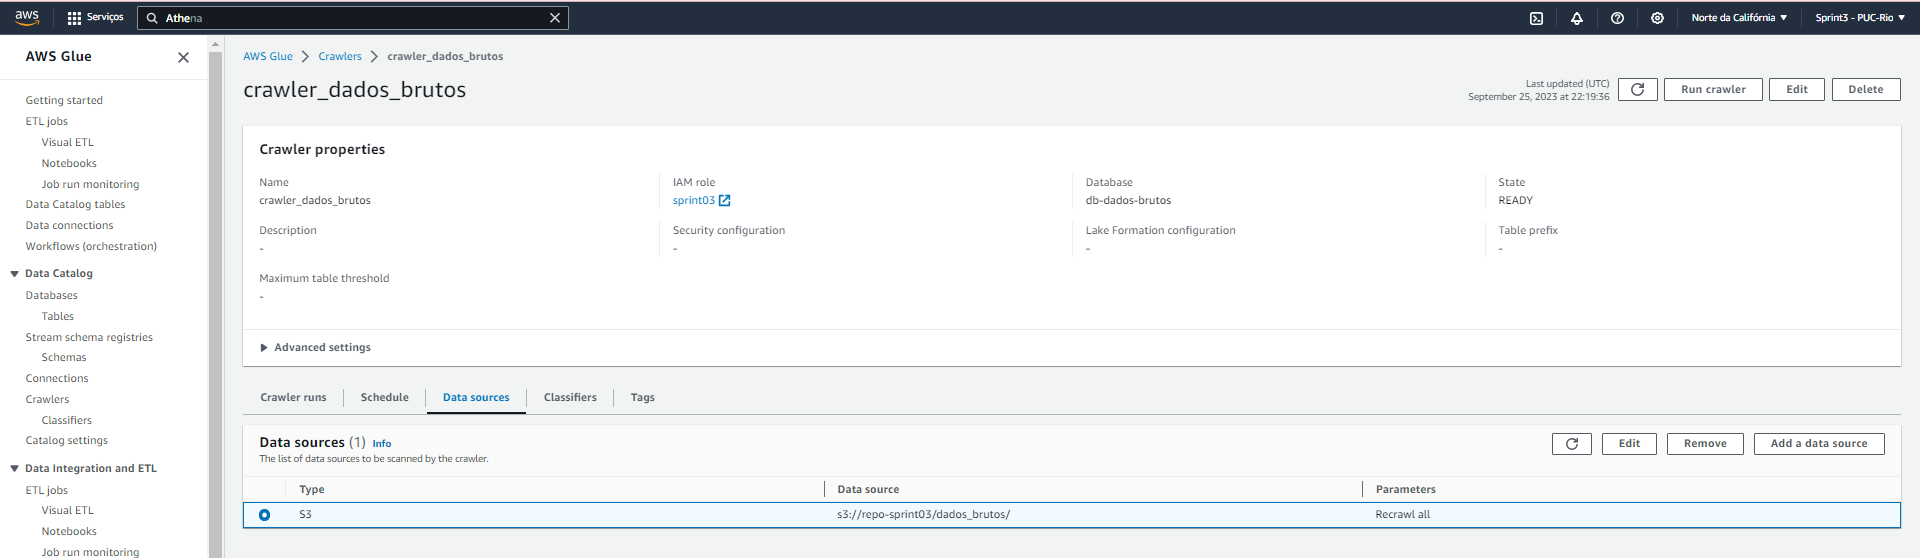 aws
Serviços
Athena
Norte da Califórnia
Sprint3 - PUC-Rio
AWS Glue
Getting started
ETL jobs
Visual ETL
Notebooks
Job run monitoring
Data Catalog tables
Data connections
Workflows (orchestration)
Data Catalog
Databases
Tables
Stream schema registries
Schemas
Connections
Crawlers
Classifiers
Catalog settings
Data Integration and ETL
ETL jobs
Visual ETL
Notebooks
Job run monitoring
AWS Glue
Crawlers
crawler_dados_brutos
crawler_dados_brutos
Last updated (UTC)
September 25, 2023 at 22:19:36
Run crawler
Edit
Delete
Crawler properties
Name
crawler_dados_brutos
IAM role
sprint03
Database
db-dados-brutos
State
READY
Description
-
Security configuration
-
Lake Formation configuration
-
Table prefix
-
Maximum table threshold
-
Advanced settings
Crawler runs
Schedule
Data sources
Classifiers
Tags
Data sources (1) Info
The list of data sources to be scanned by the crawler.
Edit
Remove
Add a data source
Type
Data source
Parameters
S3
s3://repo-sprint03/dados_brutos/
Recrawl all